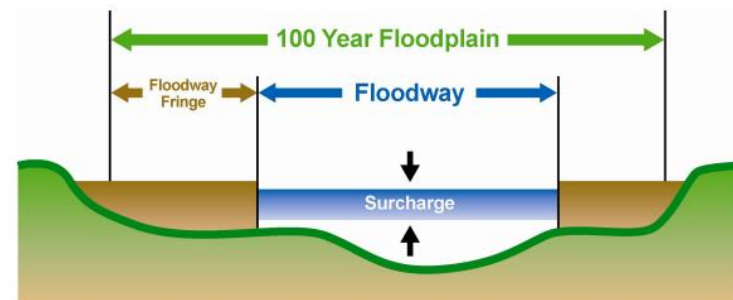 100 Year Floodplain
Floodway
Fringe
Floodway
Surcharge